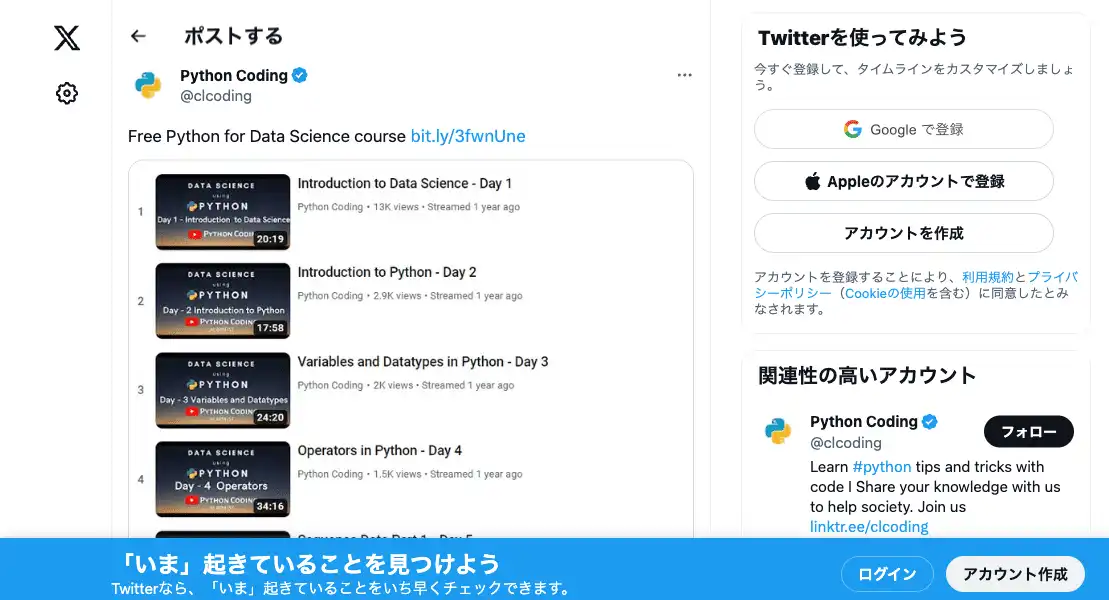 ポストする
Python Coding
@clcoding
Free Python for Data Science course bit.ly/3fwnUne
1
DATA SCIENCE
using
PYTHON
Day 1 - Introduction to Data Science
PYTHON CODING
20:19
Introduction to Data Science - Day 1
Python Coding • 13K views • Streamed 1 year ago
2
DATA SCIENCE
using
PYTHON
Day - 2 Introduction to Python
PYTHON CODING
17:58
Introduction to Python - Day 2
Python Coding • 2.9K views • Streamed 1 year ago
3
DATA SCIENCE
using
PYTHON
Day - 3 Variables and Datatypes
PYTHON CODING
24:20
Variables and Datatypes in Python - Day 3
Python Coding • 2K views • Streamed 1 year ago
4
DATA SCIENCE
using
PYTHON
Day - 4 Operators
PYTHON CODING
34:16
Operators in Python - Day 4
Python Coding • 1.5K views • Streamed 1 year ago
Twitterを使ってみよう
今すぐ登録して、タイムラインをカスタマイズしましょ
う。
Google で登録
Appleのアカウントで登録
アカウントを作成
アカウントを登録することにより、利用規約とプライバ
シーポリシー（Cookieの使用を含む）に同意したとみ
なされます。
関連性の高いアカウント
Python Coding
@clcoding
フォロー
Learn #python tips and tricks with
code I Share your knowledge with us
to help society. Join us
linktr.ee/clcoding
「いま」起きていることを見つけよう
Twitterなら、「いま」起きていることをいち早くチェックできます。
ログイン
アカウント作成